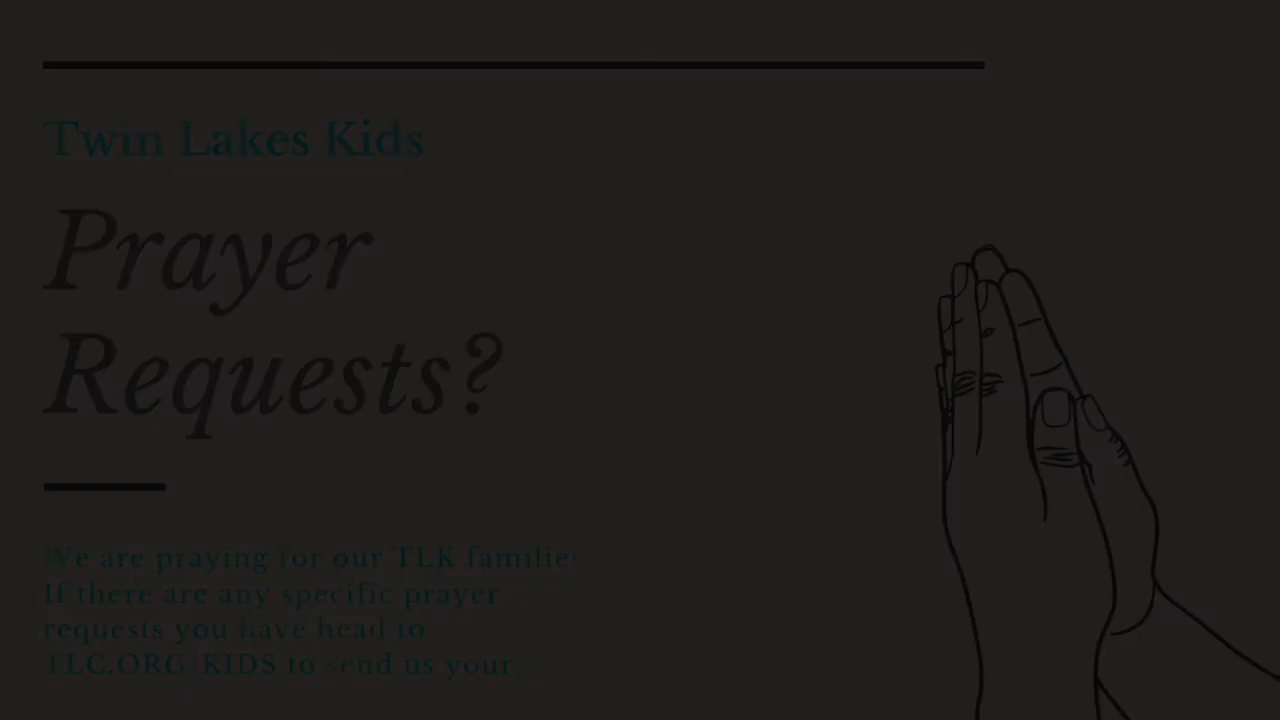 Twin Lakes Kids
Prayer
Requests?
We are praying for our TLK familie
If there are any specific prayer
requests you have head to
TLC.ORG/KIDS to send us your